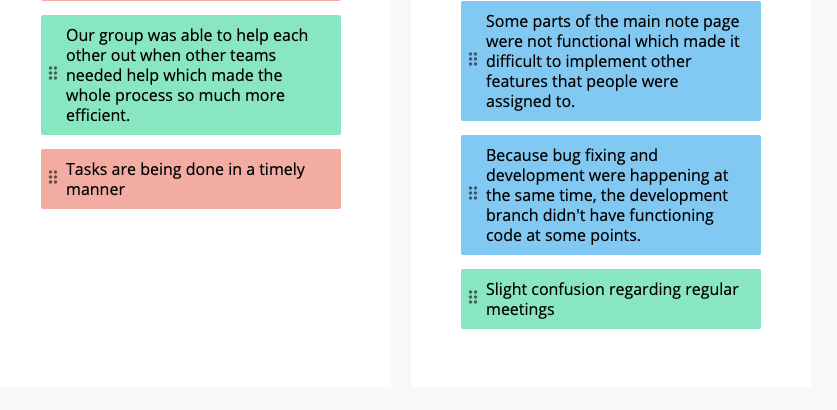 Our group was able to help each
other out when other teams
needed help which made the
whole process so much more
efficient.
Tasks are being done in a timely
manner
Some parts of the main note page
were not functional which made it
difficult to implement other
features that people were
assigned to.
Because bug fixing and
development were happening at
the same time, the development
branch didn't have functioning
code at some points.
Slight confusion regarding regular
meetings